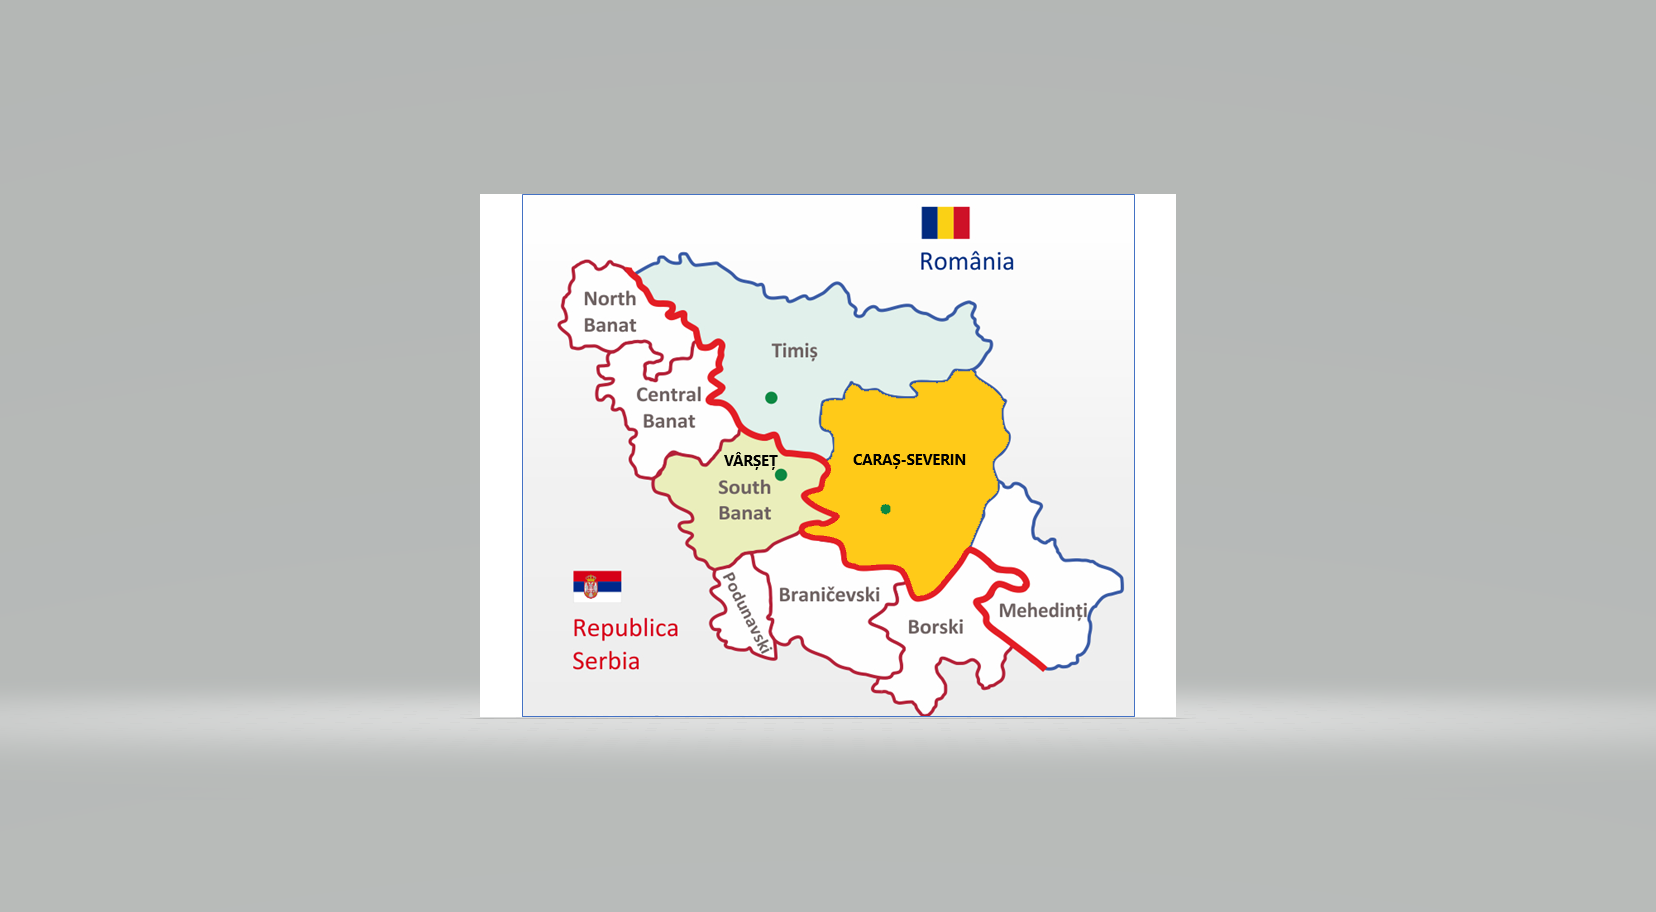 România
North
Banat
Timiș
Central
Banat
VÂRȘEȚ
CARAȘ-SEVERIN
South
Banat
Podunavski
Braničevski
Borski
Mehedinți
Republica
Serbia